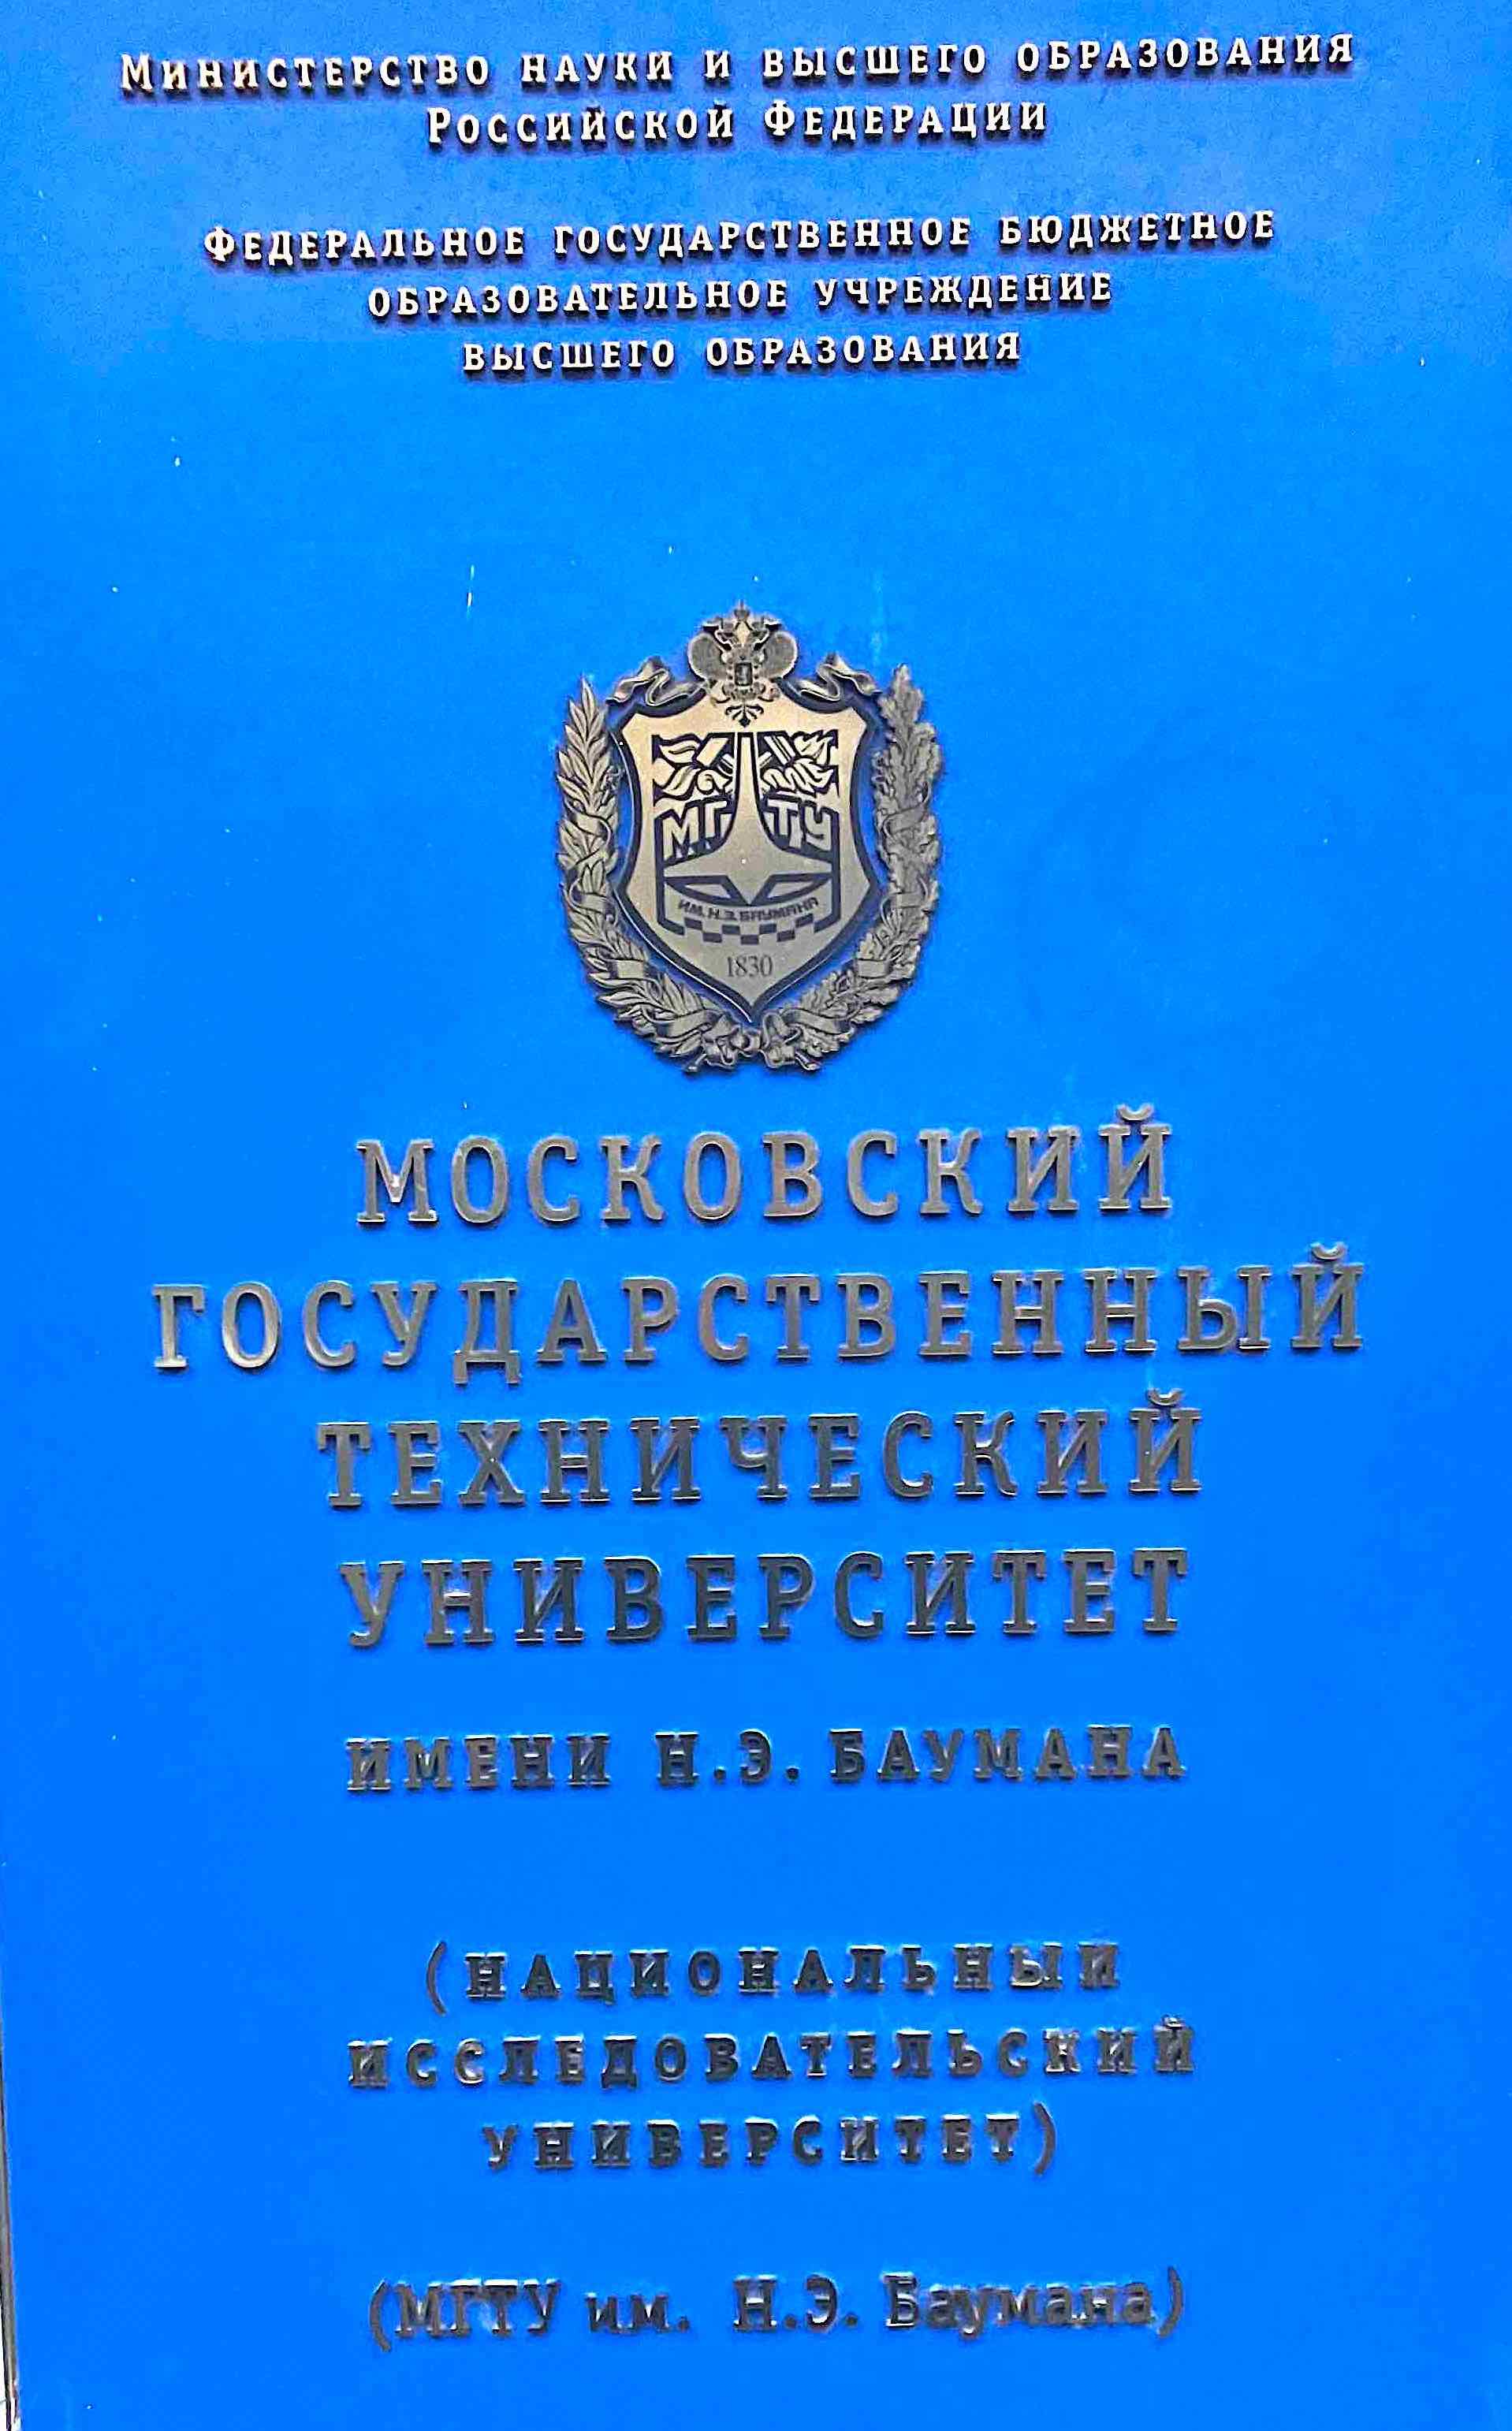 Министерство науки и высшего образования
Российской Федерации
Федеральное государственное бюджетное
образовательное учреждение
высшего образования
МГТУ
ИМ. Н.Э. БАУМАНА
1830
МОСКОВСКИЙ
ГОСУДАРСТВЕННЫЙ
ТЕХНИЧЕСКИЙ
УНИВЕРСИТЕТ
ИМЕНИ Н.Э. БАУМАНА
(НАЦИОНАЛЬНЫЙ
ИССЛЕДОВАТЕЛЬСКИЙ
УНИВЕРСИТЕТ)
(МГТУ им. Н.Э. Баумана)